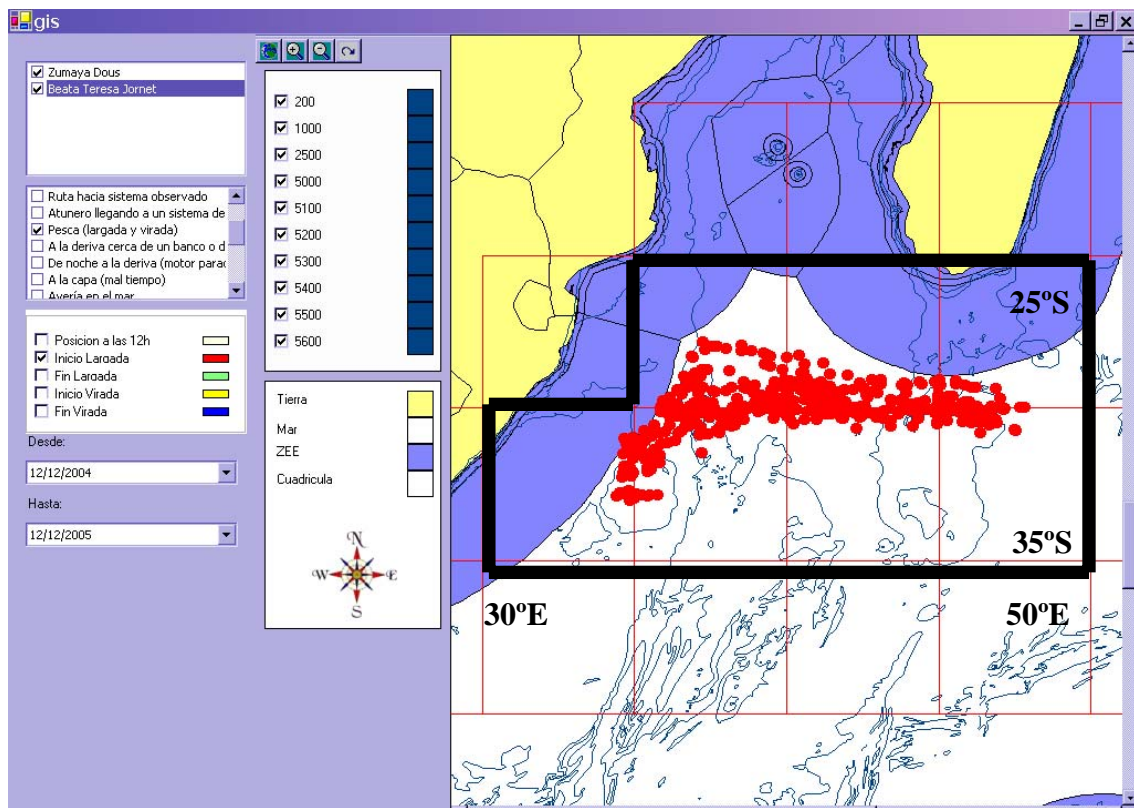 gis
Zumaya Dous
Beata Teresa Jornet
Ruta hacia sistema observado
Atunero llegando a un sistema de
Pesca (largada y virada)
A la deriva cerca de un banco o d
De noche a la deriva (motor parac
A la capa (mal tiempo)
Avería en el mar
Posicion a las 12h
Inicio Largada
Fin Largada
Inicio Virada
Fin Virada
Desde:
12/12/2004
Hasta:
12/12/2005
200
1000
2500
5000
5100
5200
5300
5400
5500
5600
Tierra
Mar
ZEE
Cuadricula
N
W
E
S
25ºS
35ºS
30ºE
50ºE